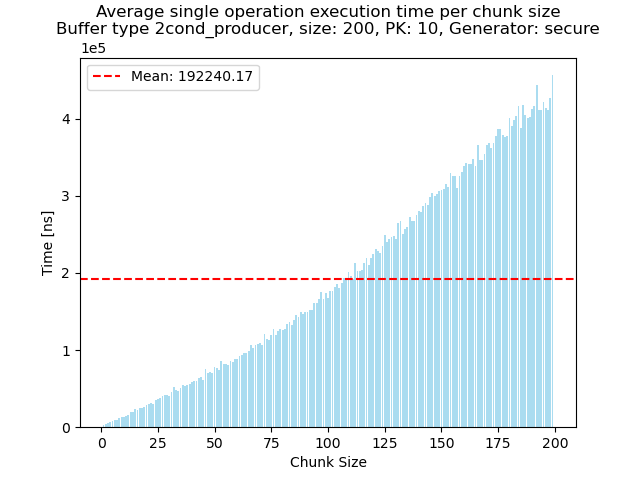 Average single operation execution time per chunk size
Buffer type 2cond_producer, size: 200, PK: 10, Generator: secure
1e5
Mean: 192240.17
4
3
2
1
0
Time [ns]
0 25 50 75 100 125 150 175 200
Chunk Size